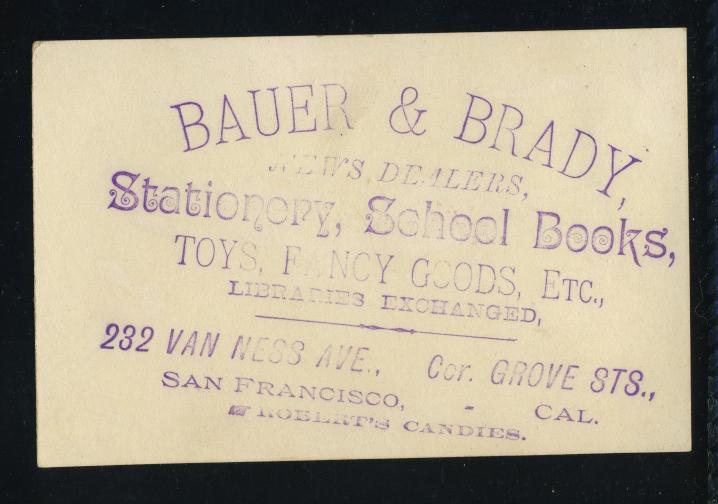 BAUER & BRADY,
NEWS DEALERS,
Stationery, School Books,
TOYS, FANCY GOODS, ETC.,
LIBRARIES EXCHANGED,
232 VAN NESS AVE., Cor. GROVE STS.,
SAN FRANCISCO, - CAL.
☞ ROBERT'S CANDIES.